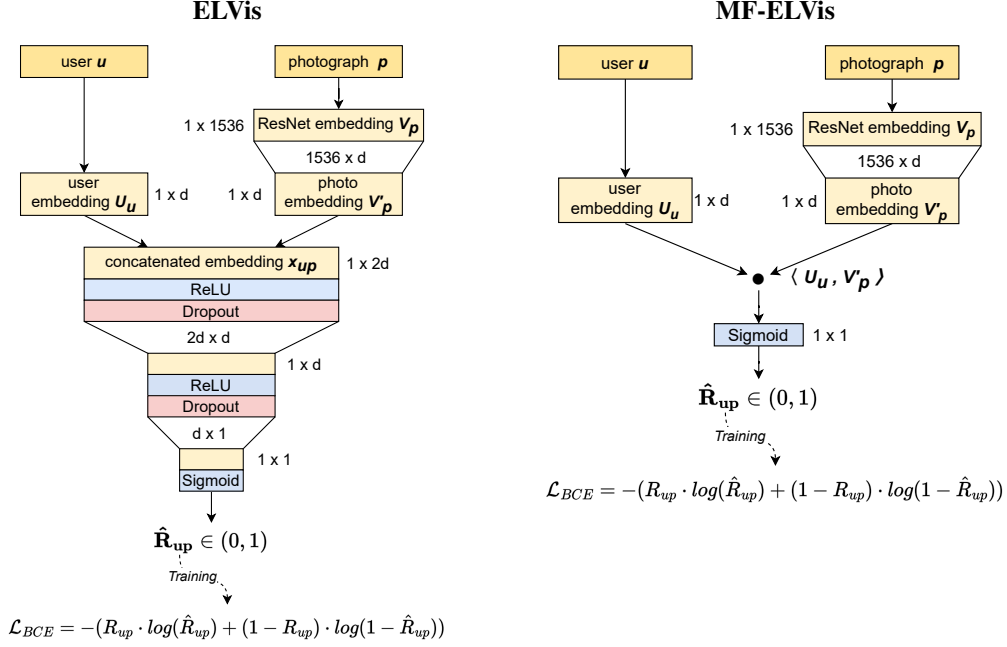 ELVis
user u
photograph p
1 x 1536
ResNet embedding V_p
1536 x d
user
embedding U_u
1 x d
1 x d
photo
embedding V'_p
concatenated embedding x_up
1 x 2d
ReLU
Dropout
2d x d
1 x d
ReLU
Dropout
d x 1
1 x 1
Sigmoid
R̂_up ∈ (0, 1)
Training
ℒ_BCE = −(R_up · log(R̂_up) + (1 − R_up) · log(1 − R̂_up))
MF-ELVis
user u
photograph p
1 x 1536
ResNet embedding V_p
1536 x d
user
embedding U_u
1 x d
1 x d
photo
embedding V'_p
⟨ U_u , V'_p ⟩
Sigmoid
1 x 1
R̂_up ∈ (0, 1)
Training
ℒ_BCE = −(R_up · log(R̂_up) + (1 − R_up) · log(1 − R̂_up))